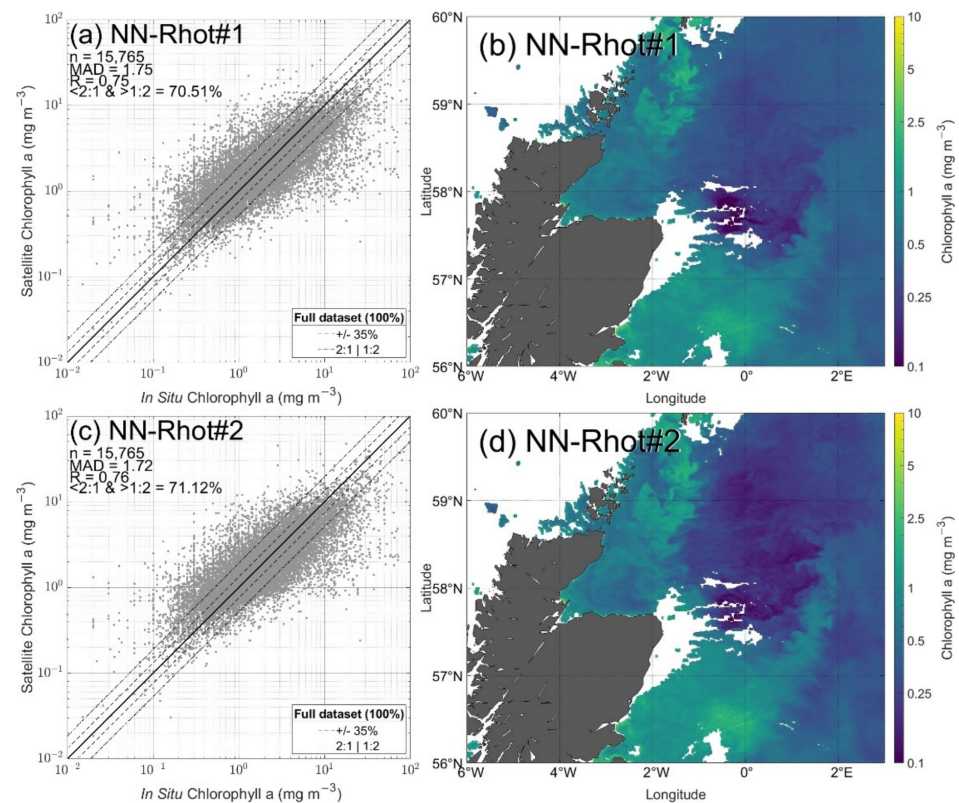 (a) NN-Rhot#1
n = 15,765
MAD = 1.75
R = 0.75
<2:1 & >1:2 = 70.51%
10²
10¹
10⁰
10⁻¹
10⁻²
Satellite Chlorophyll a (mg m⁻³)
Full dataset (100%)
+/- 35%
2:1 | 1:2
10⁻² 10⁻¹ 10⁰ 10¹ 10²
In Situ Chlorophyll a (mg m⁻³)
(b) NN-Rhot#1
60°N
59°N
58°N
57°N
56°N
Latitude
6°W 4°W 2°W 0° 2°E
Longitude
10
5
2.5
1
0.5
0.25
0.1
Chlorophyll a (mg m⁻³)
(c) NN-Rhot#2
n = 15,765
MAD = 1.72
R = 0.76
<2:1 & >1:2 = 71.12%
10²
10¹
10⁰
10⁻¹
10⁻²
Satellite Chlorophyll a (mg m⁻³)
Full dataset (100%)
+/- 35%
2:1 | 1:2
10⁻² 10⁻¹ 10⁰ 10¹ 10²
In Situ Chlorophyll a (mg m⁻³)
(d) NN-Rhot#2
60°N
59°N
58°N
57°N
56°N
Latitude
6°W 4°W 2°W 0° 2°E
Longitude
10
5
2.5
1
0.5
0.25
0.1
Chlorophyll a (mg m⁻³)